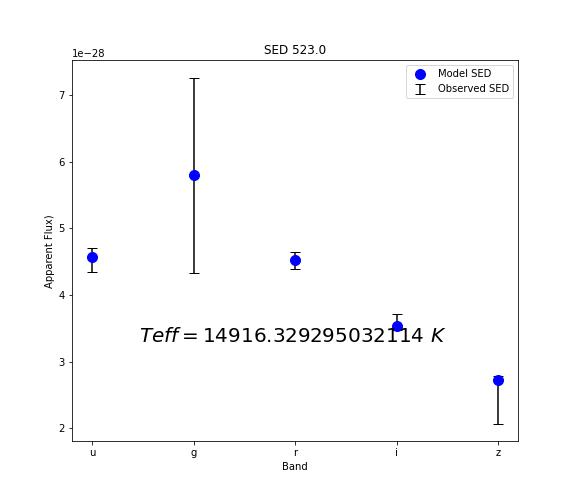 SED 523.0
1e−28
Model SED
Observed SED
7
6
5
4
3
2
Apparent Flux)
Teff = 14916.329295032114 K
u g r i z
Band